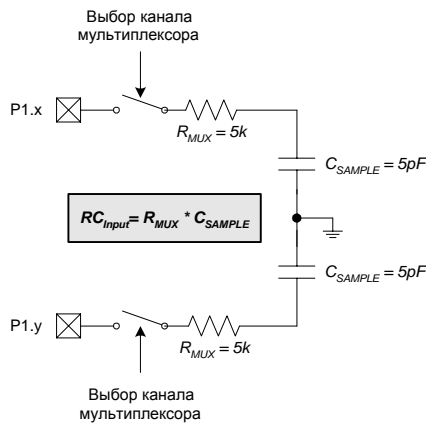 Выбор канала
мультиплексора
P1.x
R_MUX = 5k
C_SAMPLE = 5pF
RC_Input = R_MUX * C_SAMPLE
C_SAMPLE = 5pF
P1.y
R_MUX = 5k
Выбор канала
мультиплексора